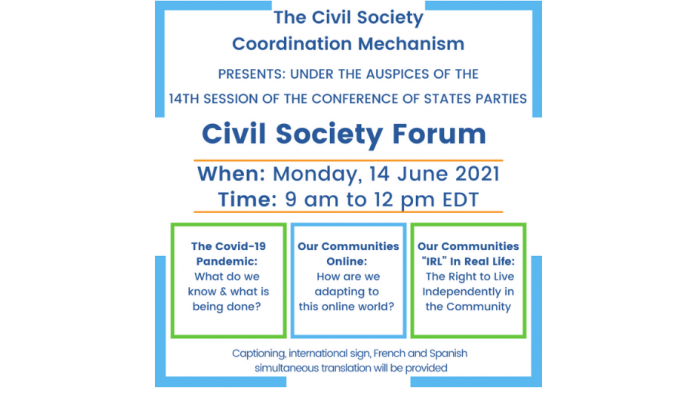 The Civil Society
Coordination Mechanism
PRESENTS: UNDER THE AUSPICES OF THE
14TH SESSION OF THE CONFERENCE OF STATES PARTIES
Civil Society Forum
When: Monday, 14 June 2021
Time: 9 am to 12 pm EDT
The Covid-19
Pandemic:
What do we
know & what is
being done?
Our Communities
Online:
How are we
adapting to
this online world?
Our Communities
"IRL" In Real Life:
The Right to Live
Independently in
the Community
Captioning, international sign, French and Spanish
simultaneous translation will be provided